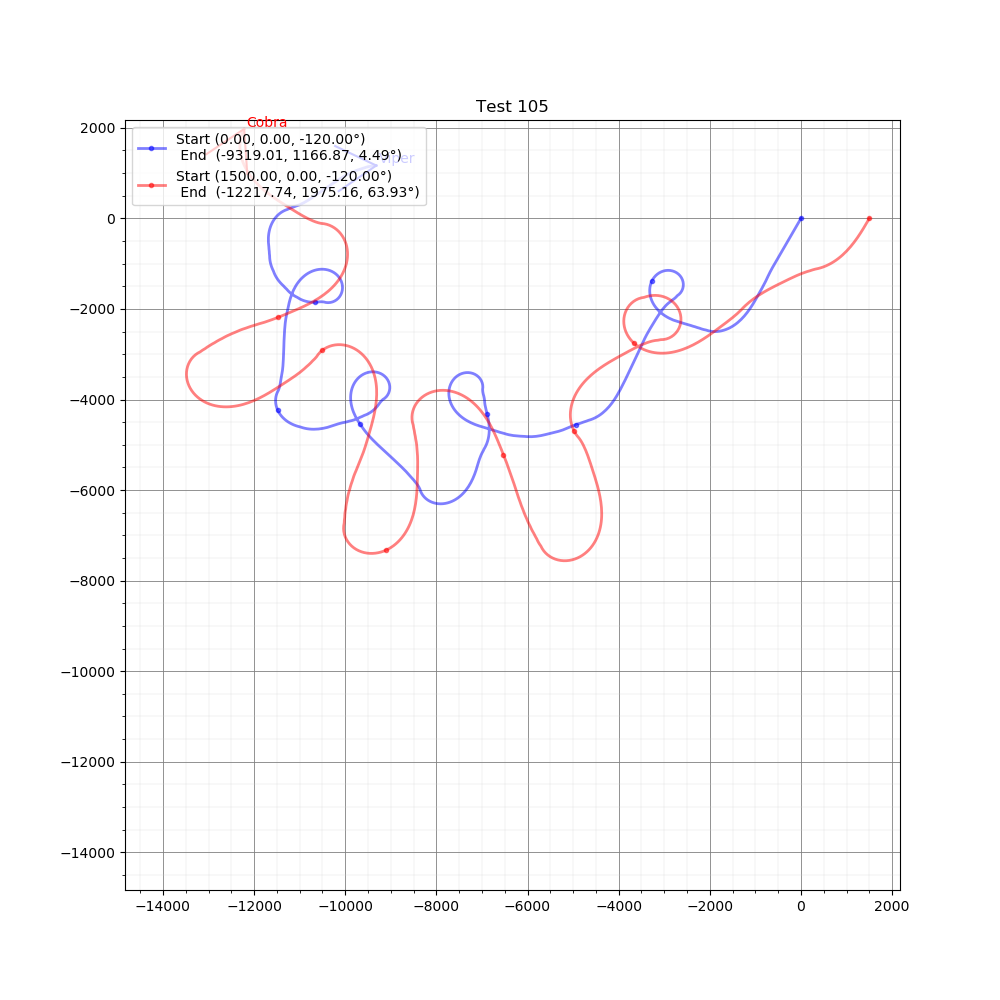 Test 105
Cobra
Start (0.00, 0.00, -120.00°)
End (-9319.01, 1166.87, 4.49°)
Start (1500.00, 0.00, -120.00°)
End (-12217.74, 1975.16, 63.93°)
2000
0
−2000
−4000
−6000
−8000
−10000
−12000
−14000
−14000 −12000 −10000 −8000 −6000 −4000 −2000 0 2000